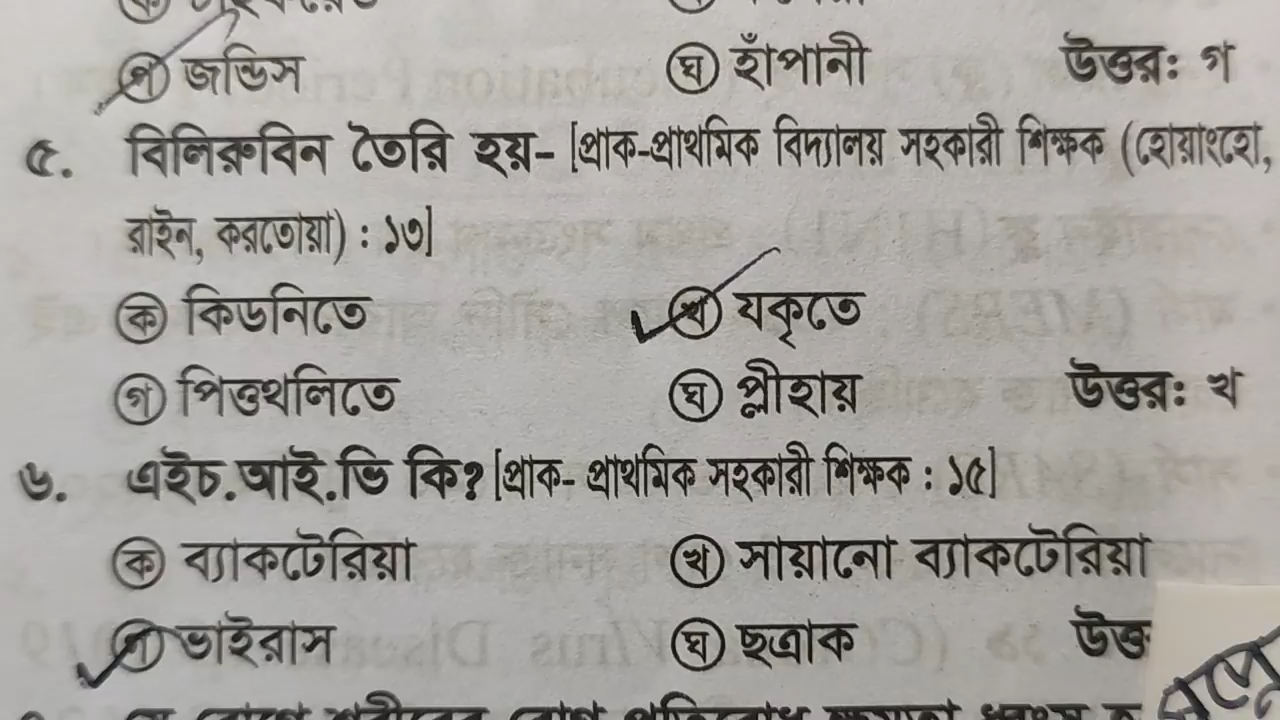 গ জন্ডিস ঘ হাঁপানী উত্তর: গ
৫. বিলিরুবিন তৈরি হয়- [প্রাক-প্রাথমিক বিদ্যালয় সহকারী শিক্ষক (হোয়াংহো,
রাইন, করতোয়া) : ১৩]
ক কিডনিতে খ যকৃতে
গ পিত্তথলিতে ঘ প্লীহায় উত্তর: খ
৬. এইচ.আই.ভি কি? [প্রাক- প্রাথমিক সহকারী শিক্ষক : ১৫]
ক ব্যাকটেরিয়া খ সায়ানো ব্যাকটেরিয়া
গ ভাইরাস ঘ ছত্রাক